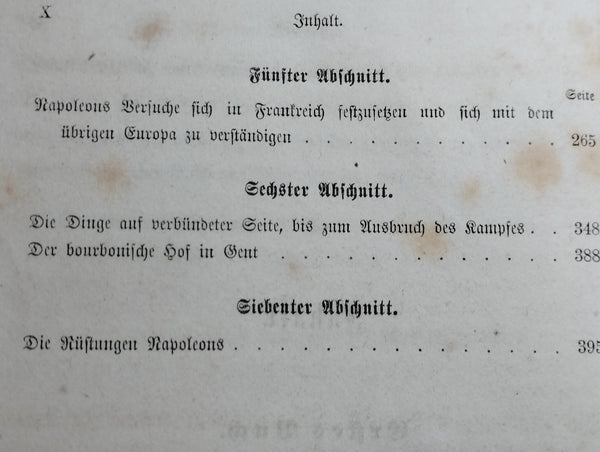 X
Inhalt.
Fünfter Abschnitt.
Seite
Napoleons Versuche sich in Frankreich festzusetzen und sich mit dem
übrigen Europa zu verständigen . . . . . . . . . . . . 265
Sechster Abschnitt.
Die Dinge auf verbündeter Seite, bis zum Ausbruch des Kampfes . . 348
Der bourbonische Hof in Gent . . . . . . . . . . . . 388
Siebenter Abschnitt.
Die Rüstungen Napoleons . . . . . . . . . . . . . . 395